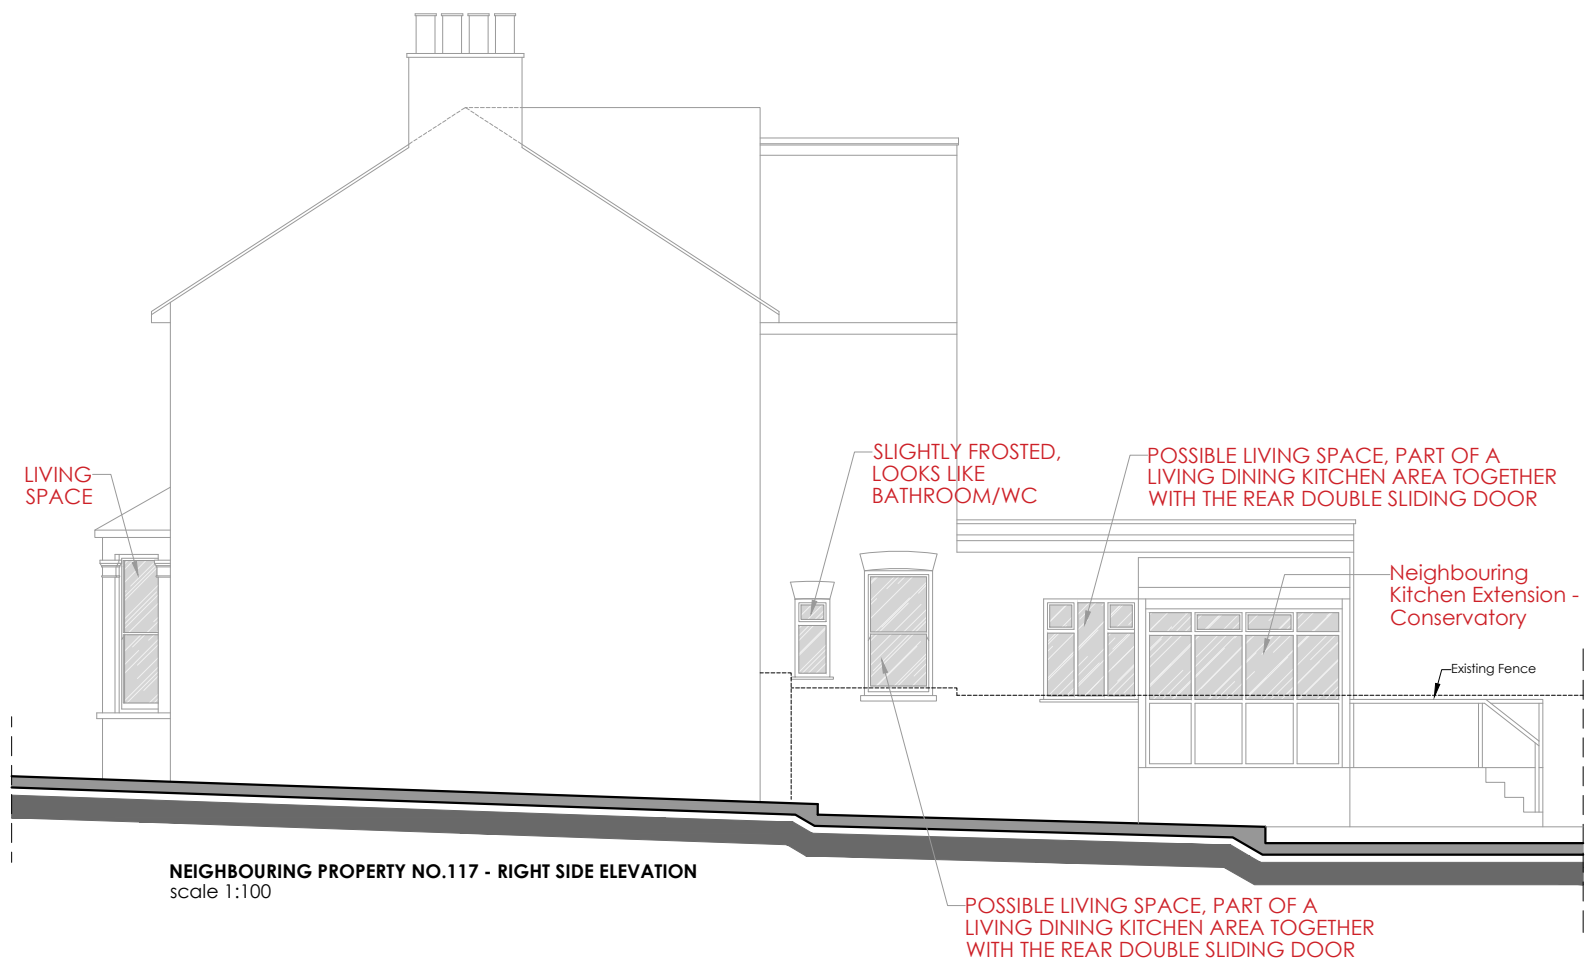 LIVING
SPACE
SLIGHTLY FROSTED,
LOOKS LIKE
BATHROOM/WC
POSSIBLE LIVING SPACE, PART OF A
LIVING DINING KITCHEN AREA TOGETHER
WITH THE REAR DOUBLE SLIDING DOOR
Neighbouring
Kitchen Extension -
Conservatory
Existing Fence
NEIGHBOURING PROPERTY NO.117 - RIGHT SIDE ELEVATION
scale 1:100
POSSIBLE LIVING SPACE, PART OF A
LIVING DINING KITCHEN AREA TOGETHER
WITH THE REAR DOUBLE SLIDING DOOR